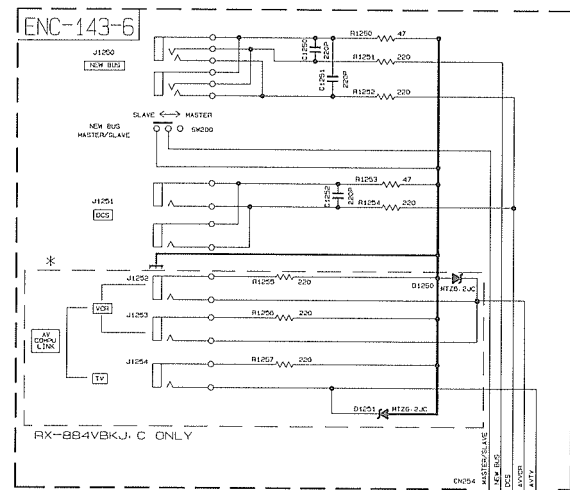 ENC-143-6
J1250
NEW BUS
R1250 47
C1250
220P
R1251
220
C1251
220P
R1252 220
SLAVE <--> MASTER
NEW BUS
MASTER/SLAVE
SW200
J1251
DCS
R1253 47
C1252
220P
R1254 220
*
J1252
R1255 220
D1250
MTZ6.2JC
VCR
J1253
R1256 220
AV
COMPU
LINK
J1254
R1257 220
TV
D1251 MTZ6.2JC
RX-884VBKJ, C ONLY
CN254
MASTER/SLAVE
NEW BUS
DCS
AVVCR
AVTV